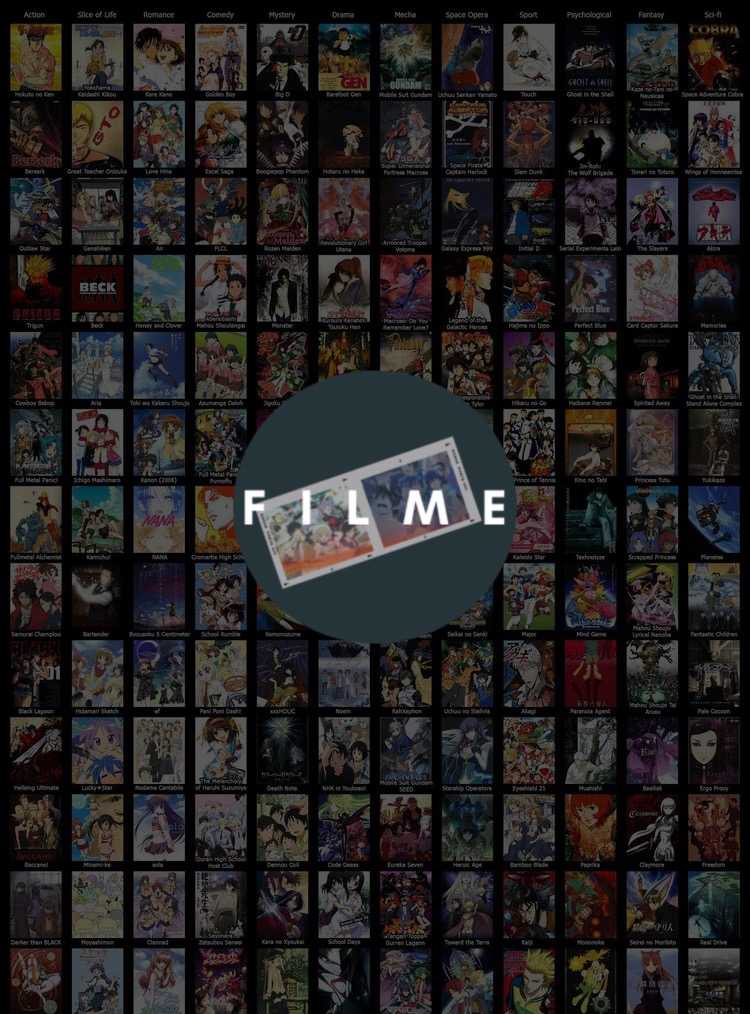 Action Slice of Life Romance Comedy Mystery Drama Mecha Space Opera Sport Psychological Fantasy Sci-fi
Hokuto no Ken Yokohama Kaidashi Kikou Kare Kano Golden Boy Big O Barefoot Gen Mobile Suit Gundam Uchuu Senkan Yamato Touch Ghost in the Shell Kaze no Tani no Nausicaa Space Adventure Cobra
Berserk Great Teacher Onizuka Love Hina Excel Saga Boogiepop Phantom Hotaru no Haka Super Dimensional Fortress Macross Space Pirate Captain Harlock Slam Dunk Jin-Roh: The Wolf Brigade Tonari no Totoro Wings of Honneamise
Outlaw Star Genshiken Air FLCL Rozen Maiden Revolutionary Girl Utena Armored Trooper Votoms Galaxy Express 999 Initial D Serial Experiments Lain The Slayers Akira
Trigun Beck Honey and Clover Abenobashi Mahou Shoutengai Monster Rurouni Kenshin: Tsuioku Hen Macross: Do You Remember Love? Legend of the Galactic Heroes Hajime no Ippo Perfect Blue Card Captor Sakura Memories
Cowboy Bebop Aria Toki wo Kakeru Shoujo Azumanga Daioh Jigoku Tylor Hikaru no Go Haibane Renmei Spirited Away Ghost in the Shell: Stand Alone Complex
Full Metal Panic! Ichigo Mashimaro Kanon (2006) Full Metal Panic Fumoffu Prince of Tennis Kino no Tabi Princess Tutu Yukikaze
FILME
Fullmetal Alchemist Kamichu! NANA Cromartie High School Kaleido Star Texhnolyze Scrapped Princess Planetes
Samurai Champloo Bartender Byousoku 5 Centimeter School Rumble Kemonozume Seikai no Senki Major Mind Game Mahou Shoujo Lyrical Nanoha Fantastic Children
Black Lagoon Hidamari Sketch ef Pani Poni Dash! xxxHOLiC Noein RahXephon Uchuu no Stellvia Akagi Paranoia Agent Mahou Shoujo Tai Arusu Pale Cocoon
Hellsing Ultimate Lucky☆Star Nodame Cantabile The Melancholy of Haruhi Suzumiya Death Note NHK ni Youkoso! Mobile Suit Gundam SEED Starship Operators Eyeshield 21 Mushishi Basilisk Ergo Proxy
Baccano! Minami-ke sola Ouran High School Host Club Dennou Coil Code Geass Eureka Seven Heroic Age Bamboo Blade Paprika Claymore Freedom
Darker than BLACK Moyashimon Clannad Sayonara Zetsubou Sensei Kara no Kyoukai School Days Tengen Toppa Gurren Lagann Toward the Terra Kaiji Mononoke Seirei no Moribito Real Drive